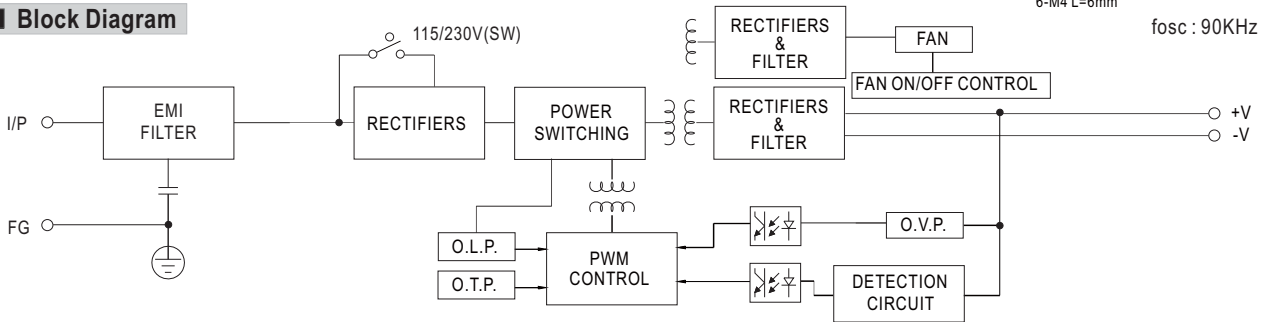 6-M4 L=6mm
Block Diagram
fosc : 90KHz
115/230V(SW)
RECTIFIERS
&
FILTER
FAN
FAN ON/OFF CONTROL
I/P
EMI
FILTER
RECTIFIERS
POWER
SWITCHING
RECTIFIERS
&
FILTER
+V
-V
FG
O.L.P.
O.T.P.
PWM
CONTROL
O.V.P.
DETECTION
CIRCUIT